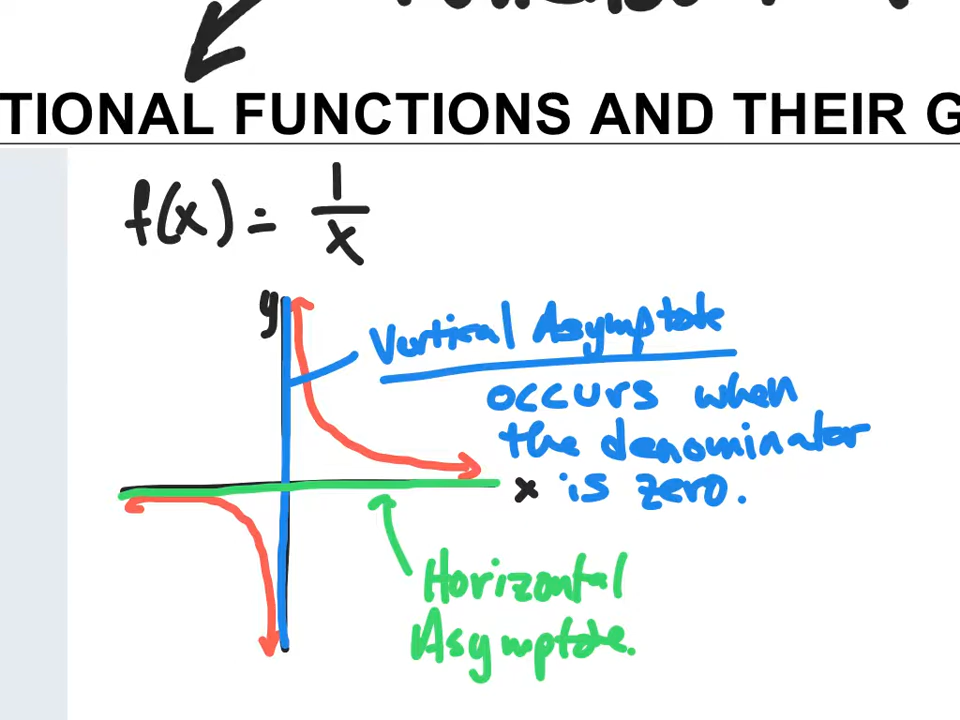 TIONAL FUNCTIONS AND THEIR G
f(x) = 1/x
y
Vertical Asymptote
occurs when
the denominator
x is zero.
Horizontal
Asymptote.